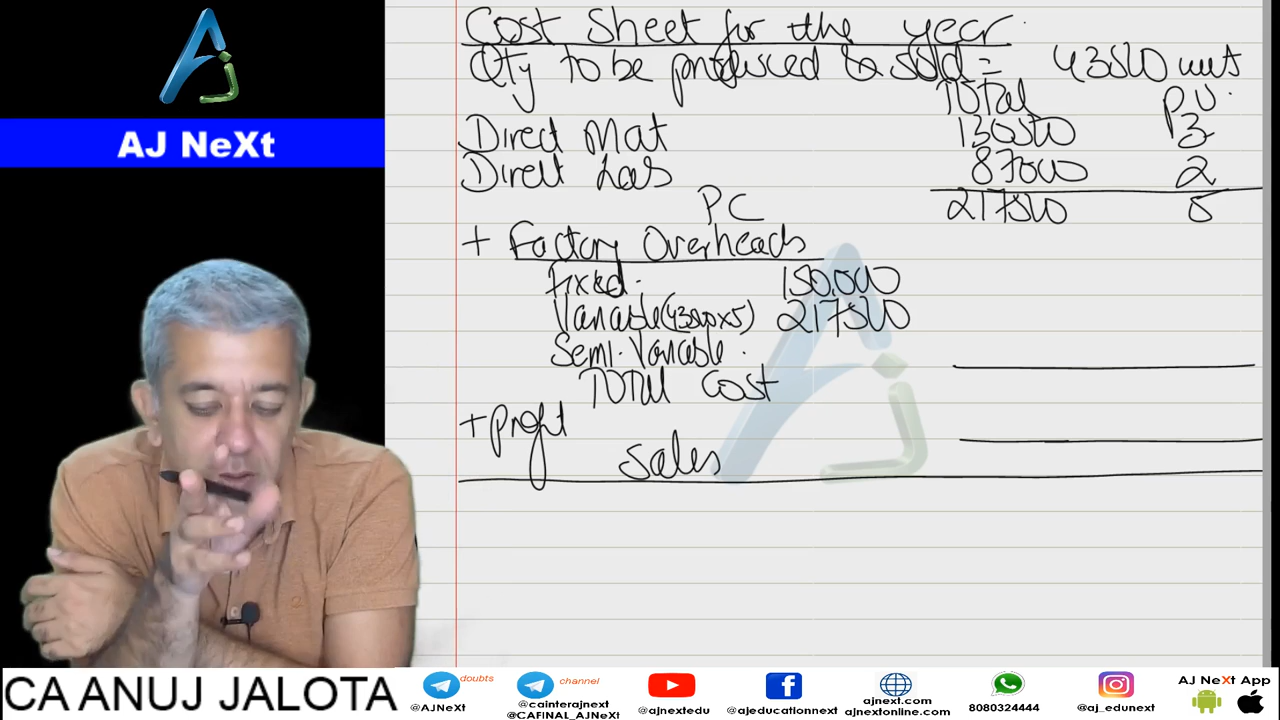 AJ NeXt
Cost Sheet for the year
Qty to be produced & sold = 43500 units
Total P.U.
Direct Mat 130500 3
Direct Lab 87000 2
PC 217500 5
+ Factory Overheads
Fixed. 150,000
Variable (43500x5) 217500
Semi-Variable
Total Cost
+ Profit
Sales
CA ANUJ JALOTA
doubts
@AJNeXt
channel
@cainterajnext
@CAFINAL_AJNeXt
@ajnextedu
@ajeducationnext
ajnext.com
ajnextonline.com
8080324444
@aj_edunext
AJ NeXt App